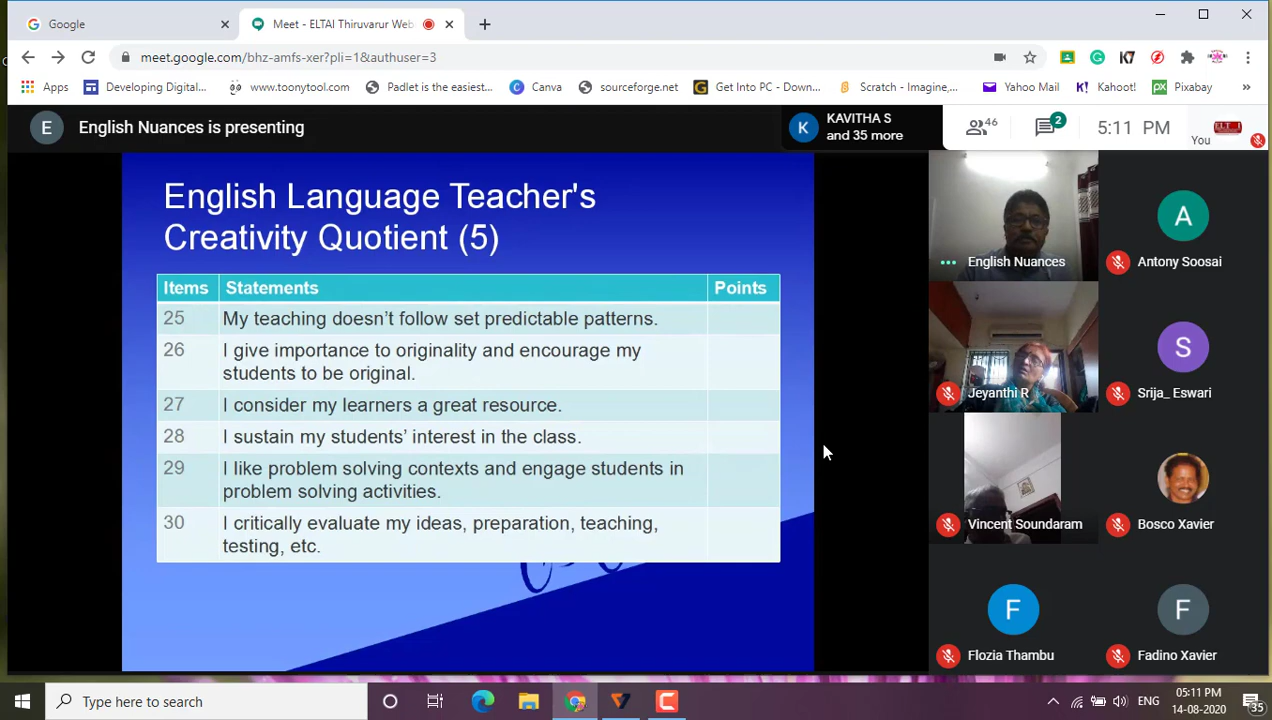 Google
Meet - ELTAI Thiruvarur Web
meet.google.com/bhz-amfs-xer?pli=1&authuser=3
Apps
Developing Digital...
www.tonytool.com
Padlet is the easiest...
Canva
sourceforge.net
Get Into PC - Down...
Scratch - Imagine,...
Yahoo Mail
Kahoot!
px Pixabay
E
English Nuances is presenting
K
KAVITHA S
and 35 more
46
2
5:11 PM
You
English Language Teacher's
Creativity Quotient (5)
Items Statements Points
25 My teaching doesn't follow set predictable patterns.
26 I give importance to originality and encourage my
students to be original.
27 I consider my learners a great resource.
28 I sustain my students' interest in the class.
29 I like problem solving contexts and engage students in
problem solving activities.
30 I critically evaluate my ideas, preparation, teaching,
testing, etc.
English Nuances
A
Antony Soosai
Jeyanthi R
S
Srija_ Eswari
Vincent Soundaram
Bosco Xavier
F
Flozia Thambu
F
Fadino Xavier
Type here to search
ENG
05:11 PM
14-08-2020
35